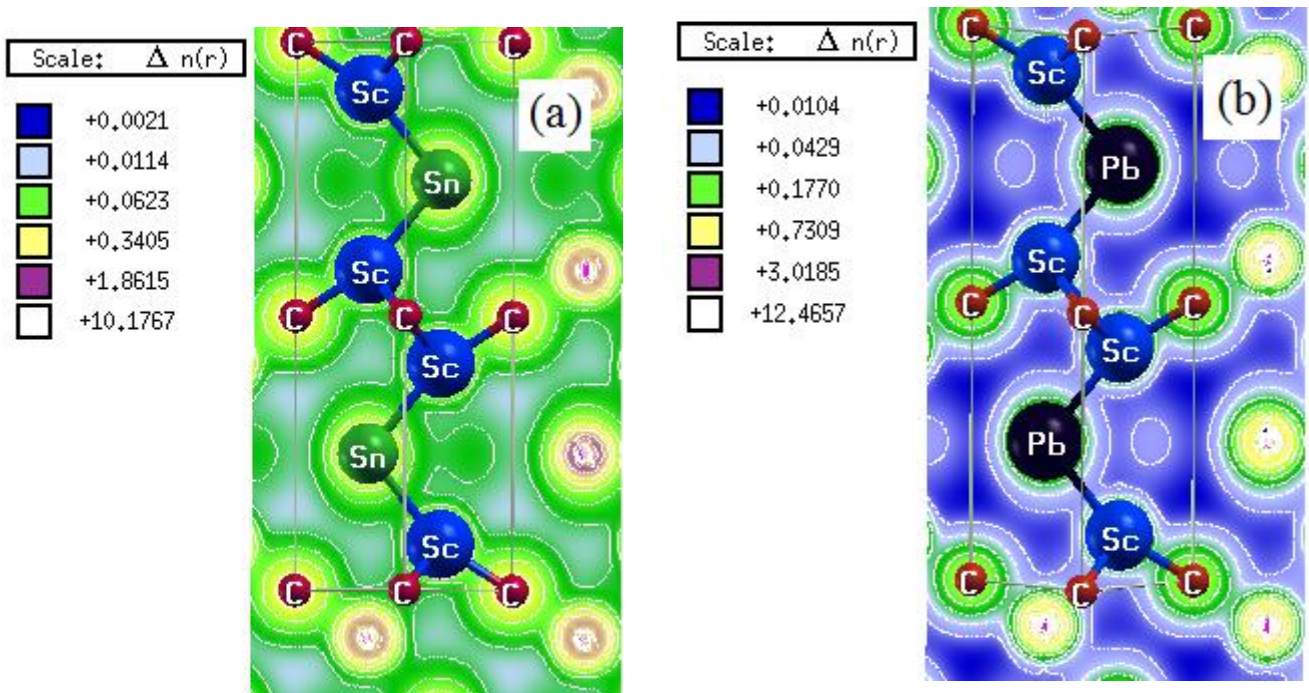 Scale: Δ n(r)
+0.0021
+0.0114
+0.0623
+0.3405
+1.8615
+10.1767
(a)
C C C
Sc
Sn
Sc
C C C
Sc
Sn
Sc
C C C
Scale: Δ n(r)
+0.0104
+0.0429
+0.1770
+0.7309
+3.0185
+12.4657
(b)
C C C
Sc
Pb
Sc
C C C
Sc
Pb
Sc
C C C